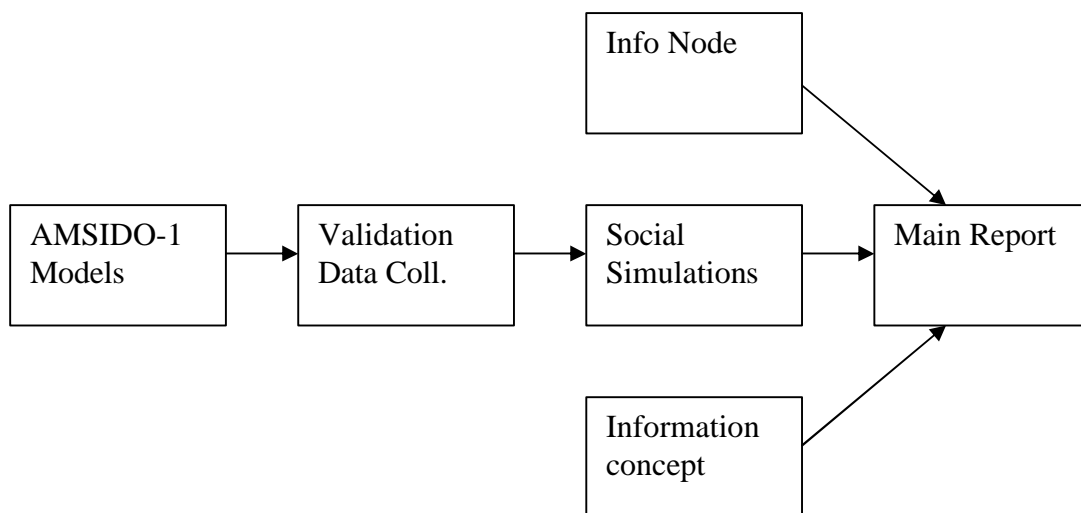 Info Node
AMSIDO-1
Models
Validation
Data Coll.
Social
Simulations
Main Report
Information
concept